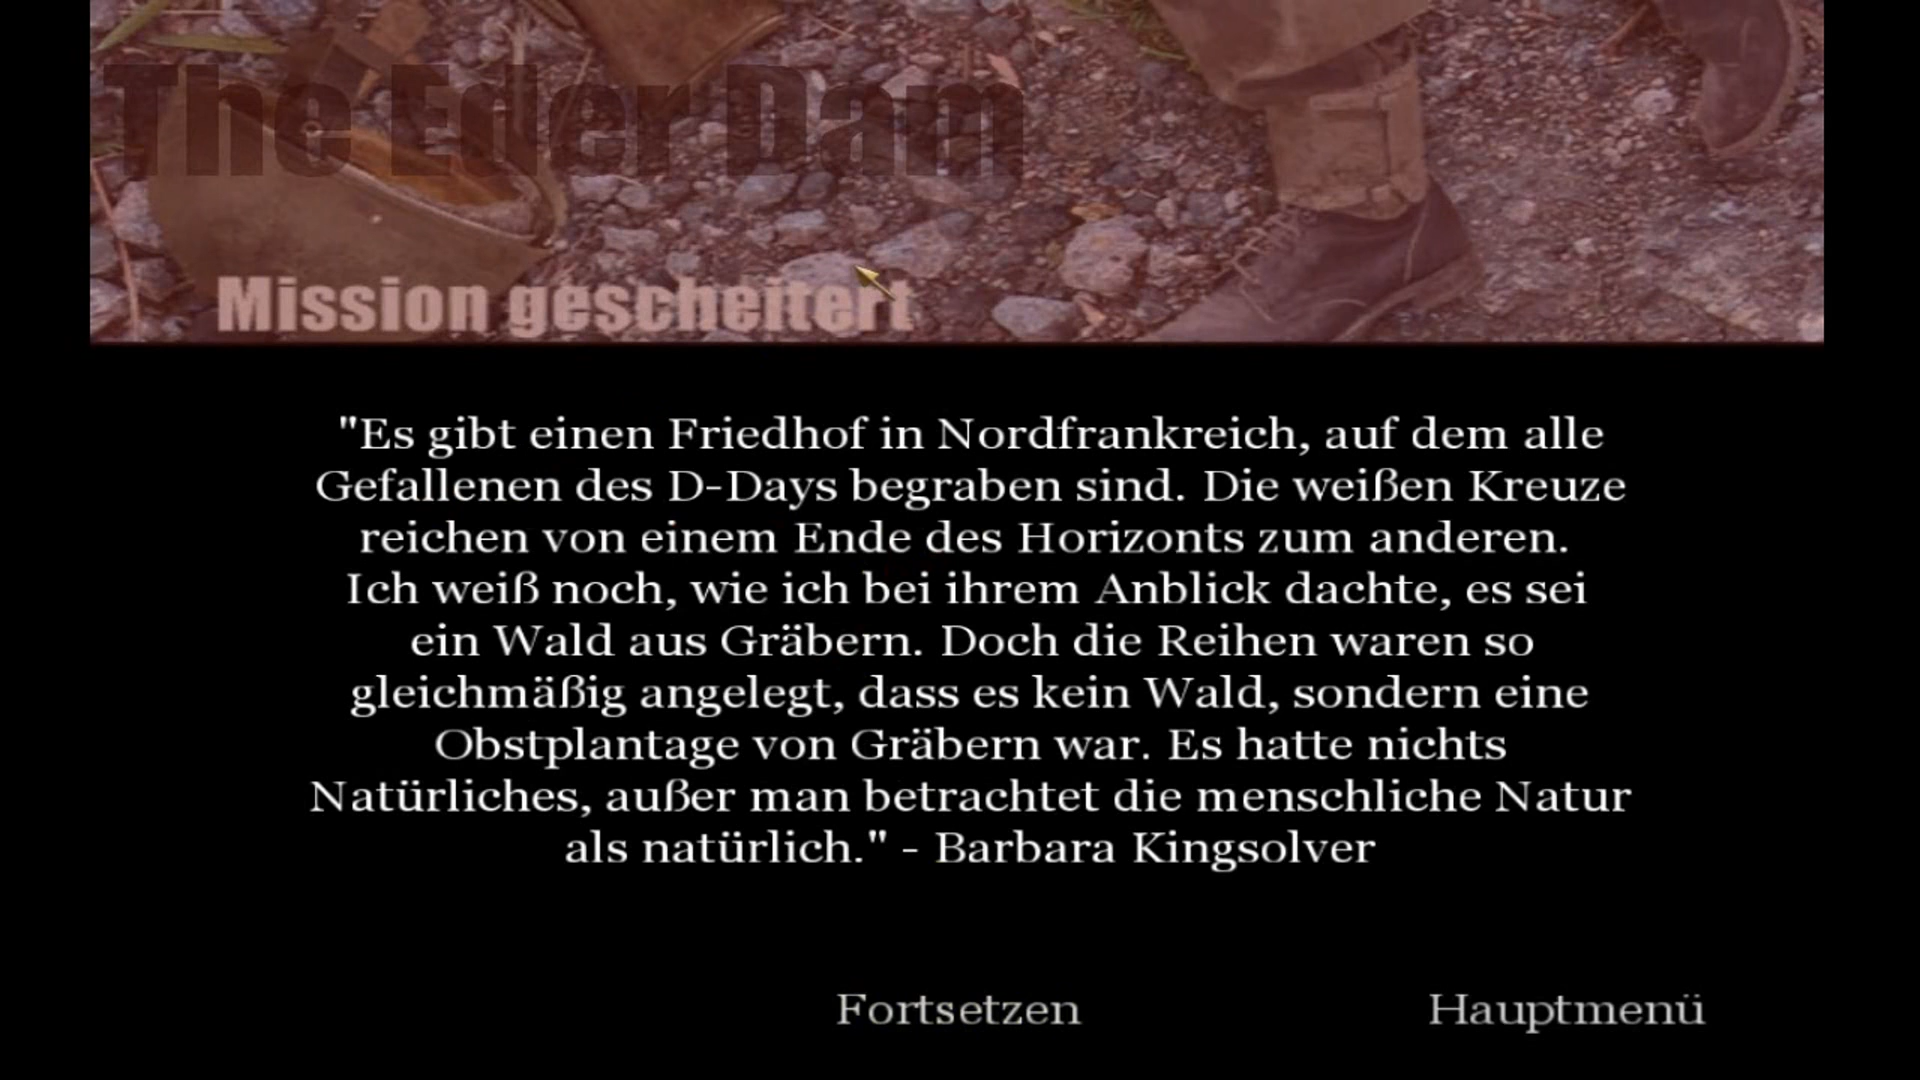 The Eder Dam
Mission gescheitert
"Es gibt einen Friedhof in Nordfrankreich, auf dem alle
Gefallenen des D-Days begraben sind. Die weißen Kreuze
reichen von einem Ende des Horizonts zum anderen.
Ich weiß noch, wie ich bei ihrem Anblick dachte, es sei
ein Wald aus Gräbern. Doch die Reihen waren so
gleichmäßig angelegt, dass es kein Wald, sondern eine
Obstplantage von Gräbern war. Es hatte nichts
Natürliches, außer man betrachtet die menschliche Natur
als natürlich." - Barbara Kingsolver
Fortsetzen
Hauptmenü